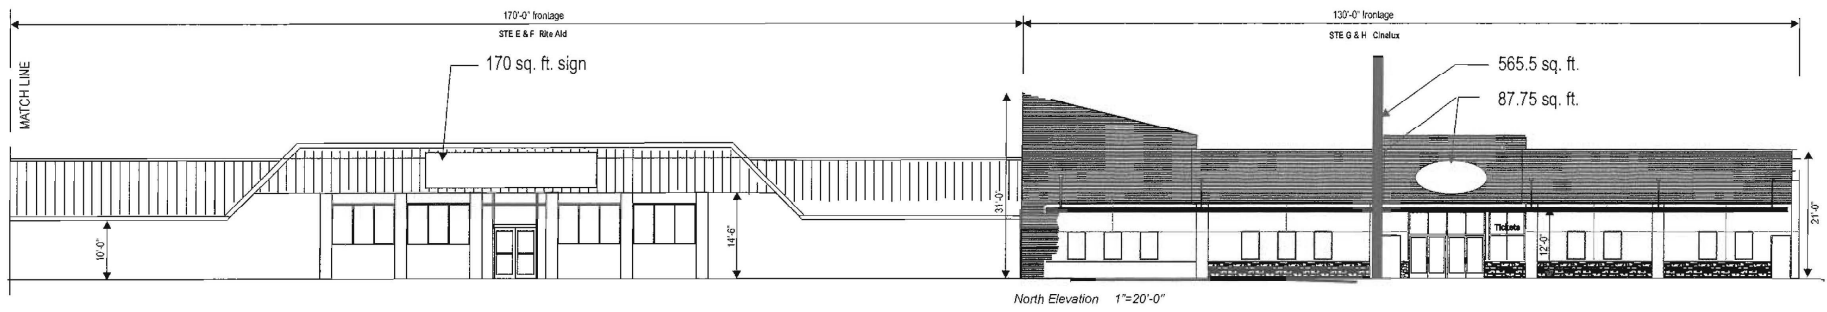 170'-0" frontage
130'-0" frontage
STE E & F Rite Aid
STE G & H Cinelux
MATCH LINE
170 sq. ft. sign
565.5 sq. ft.
87.75 sq. ft.
31'-0"
21'-0"
10'-0"
14'-6"
12'-0"
Tickets
North Elevation 1"=20'-0"